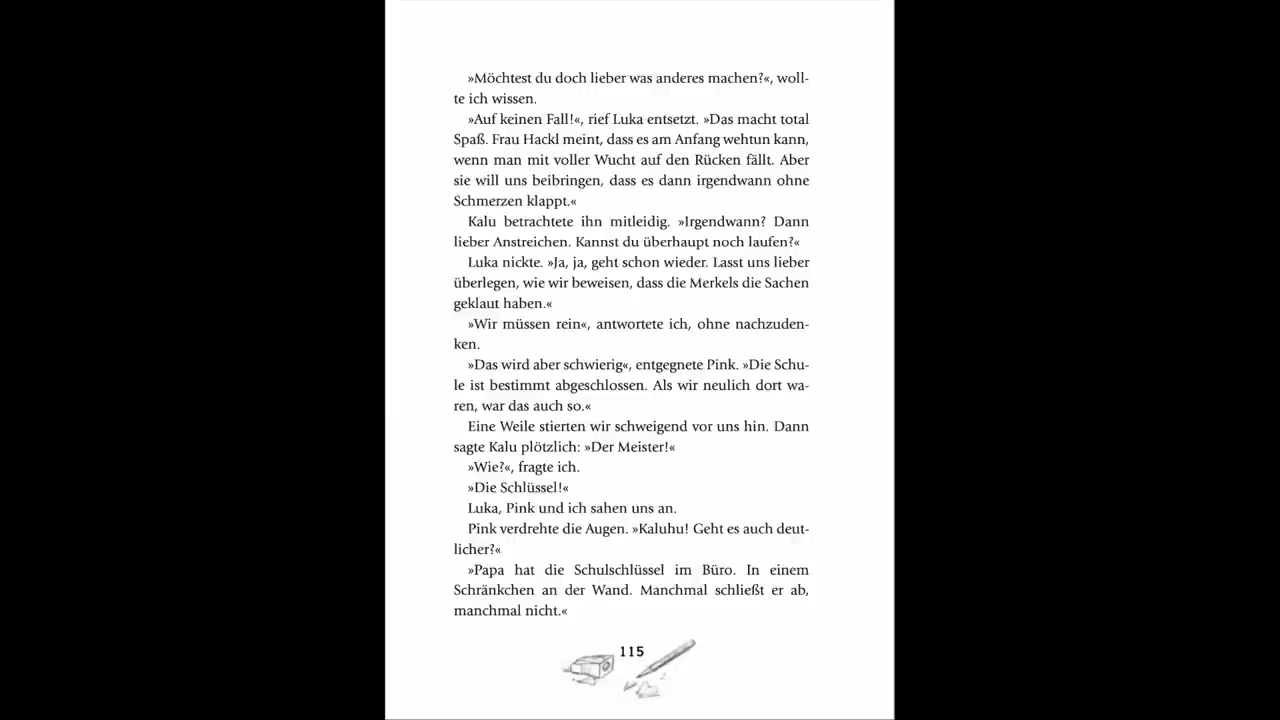 »Möchtest du doch lieber was anderes machen?«, woll-
te ich wissen.
»Auf keinen Fall!«, rief Luka entsetzt. »Das macht total
Spaß. Frau Hackl meint, dass es am Anfang wehtun kann,
wenn man mit voller Wucht auf den Rücken fällt. Aber
sie will uns beibringen, dass es dann irgendwann ohne
Schmerzen klappt.«
Kalu betrachtete ihn mitleidig. »Irgendwann? Dann
lieber Anstreichen. Kannst du überhaupt noch laufen?«
Luka nickte. »Ja, ja, geht schon wieder. Lasst uns lieber
überlegen, wie wir beweisen, dass die Merkels die Sachen
geklaut haben.«
»Wir müssen rein«, antwortete ich, ohne nachzuden-
ken.
»Das wird aber schwierig«, entgegnete Pink. »Die Schu-
le ist bestimmt abgeschlossen. Als wir neulich dort wa-
ren, war das auch so.«
Eine Weile stierten wir schweigend vor uns hin. Dann
sagte Kalu plötzlich: »Der Meister!«
»Wie?«, fragte ich.
»Die Schlüssel!«
Luka, Pink und ich sahen uns an.
Pink verdrehte die Augen. »Kaluhu! Geht es auch deut-
licher?«
»Papa hat die Schulschlüssel im Büro. In einem
Schränkchen an der Wand. Manchmal schließt er ab,
manchmal nicht.«
115